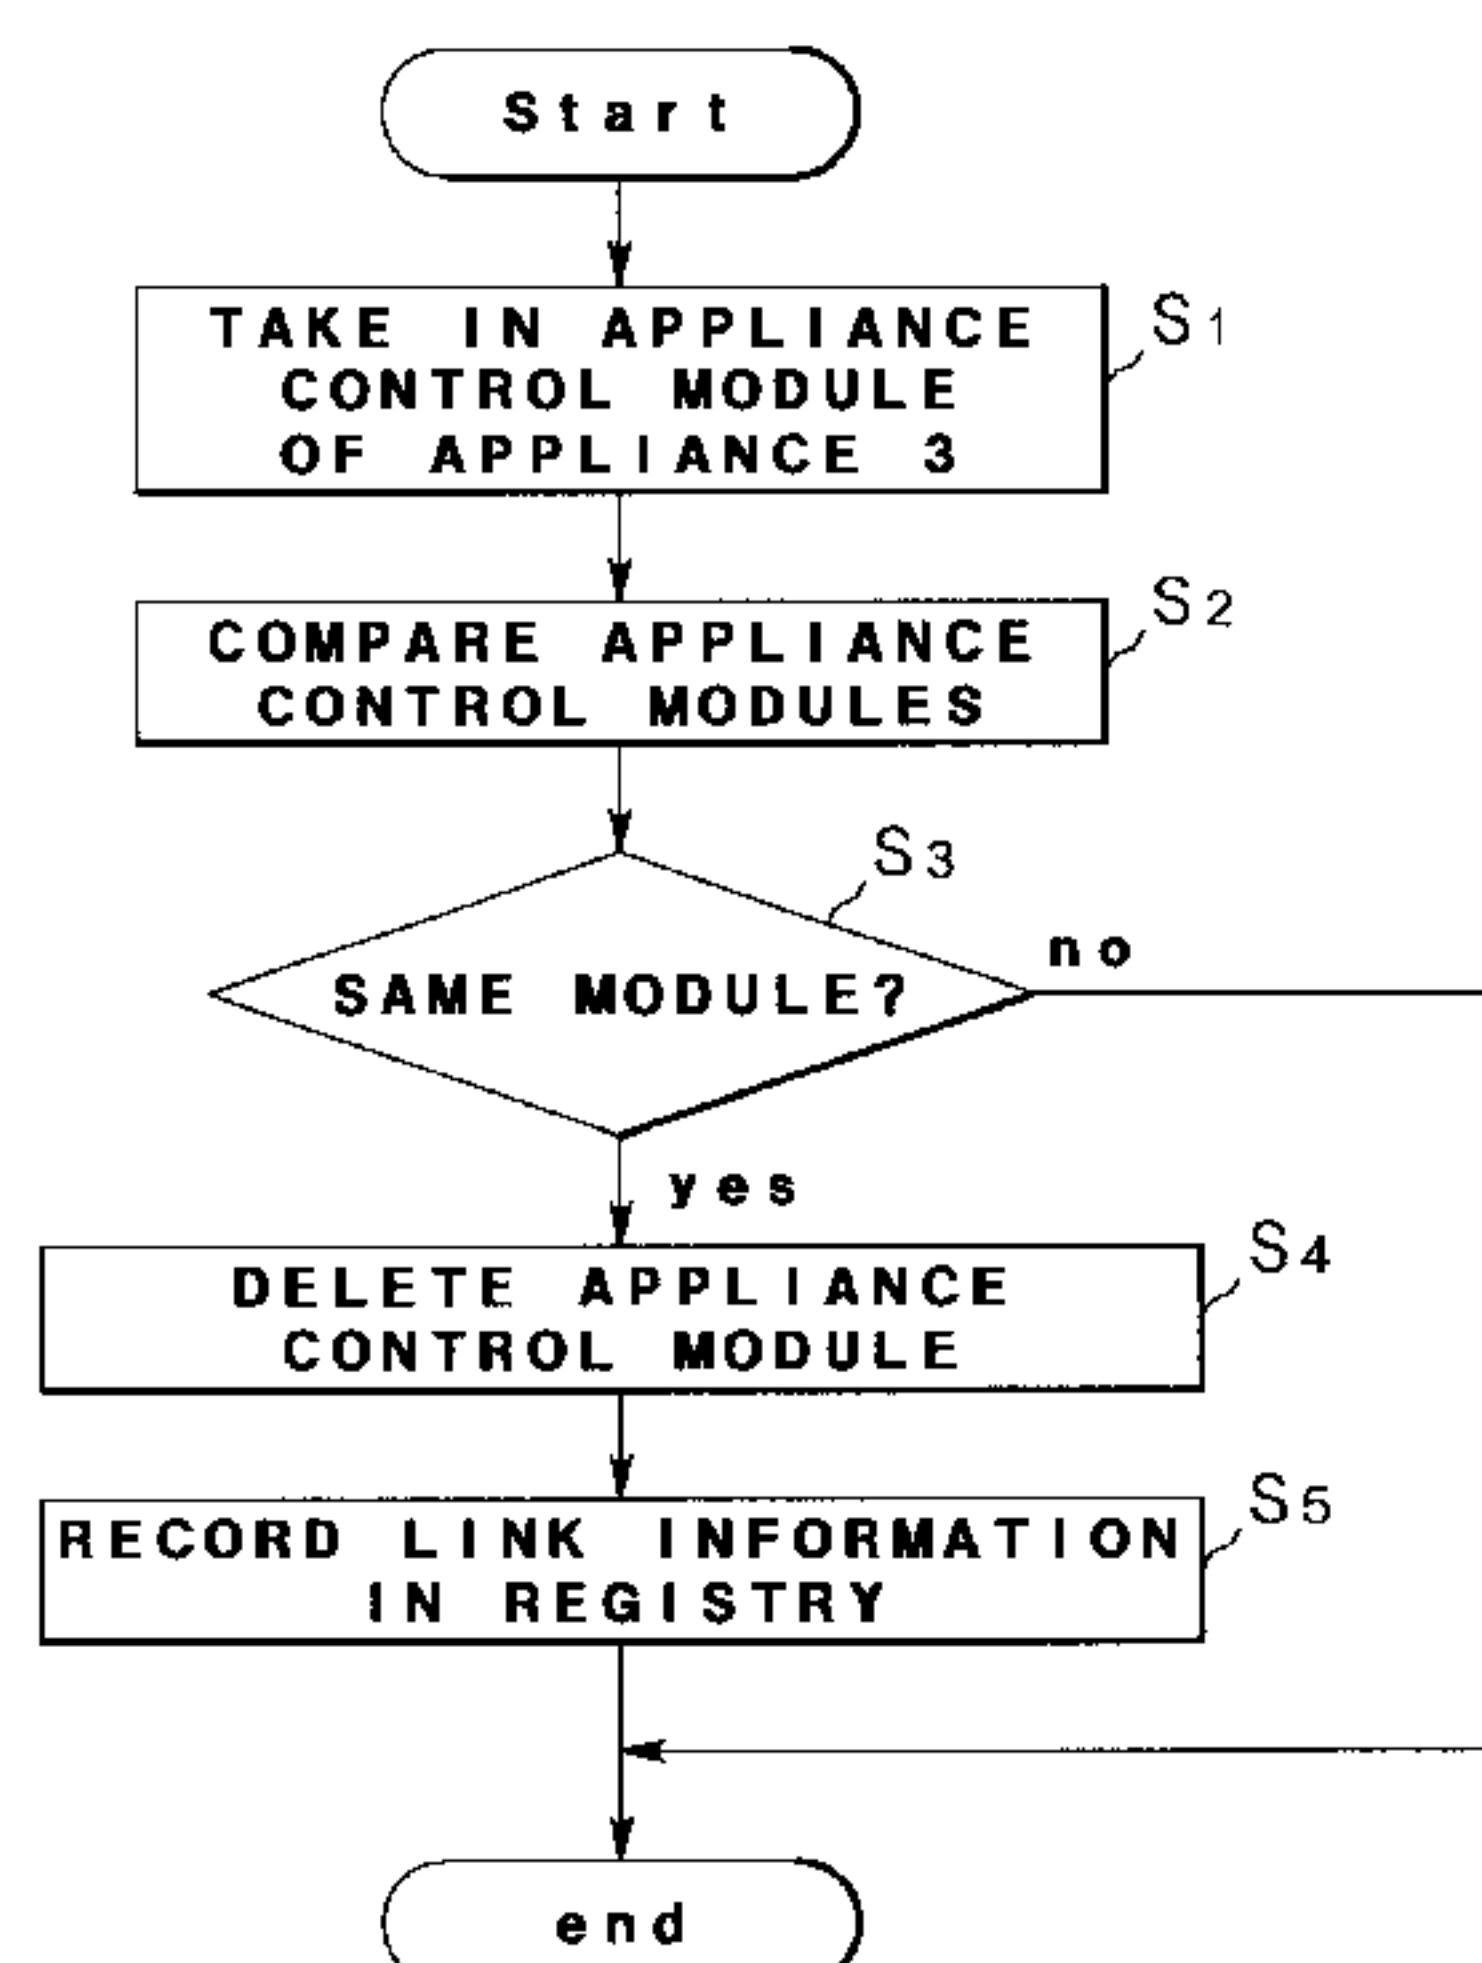 Start
TAKE IN APPLIANCE
CONTROL MODULE
OF APPLIANCE 3
S1
COMPARE APPLIANCE
CONTROL MODULES
S2
SAME MODULE?
S3
no
yes
DELETE APPLIANCE
CONTROL MODULE
S4
RECORD LINK INFORMATION
IN REGISTRY
S5
end